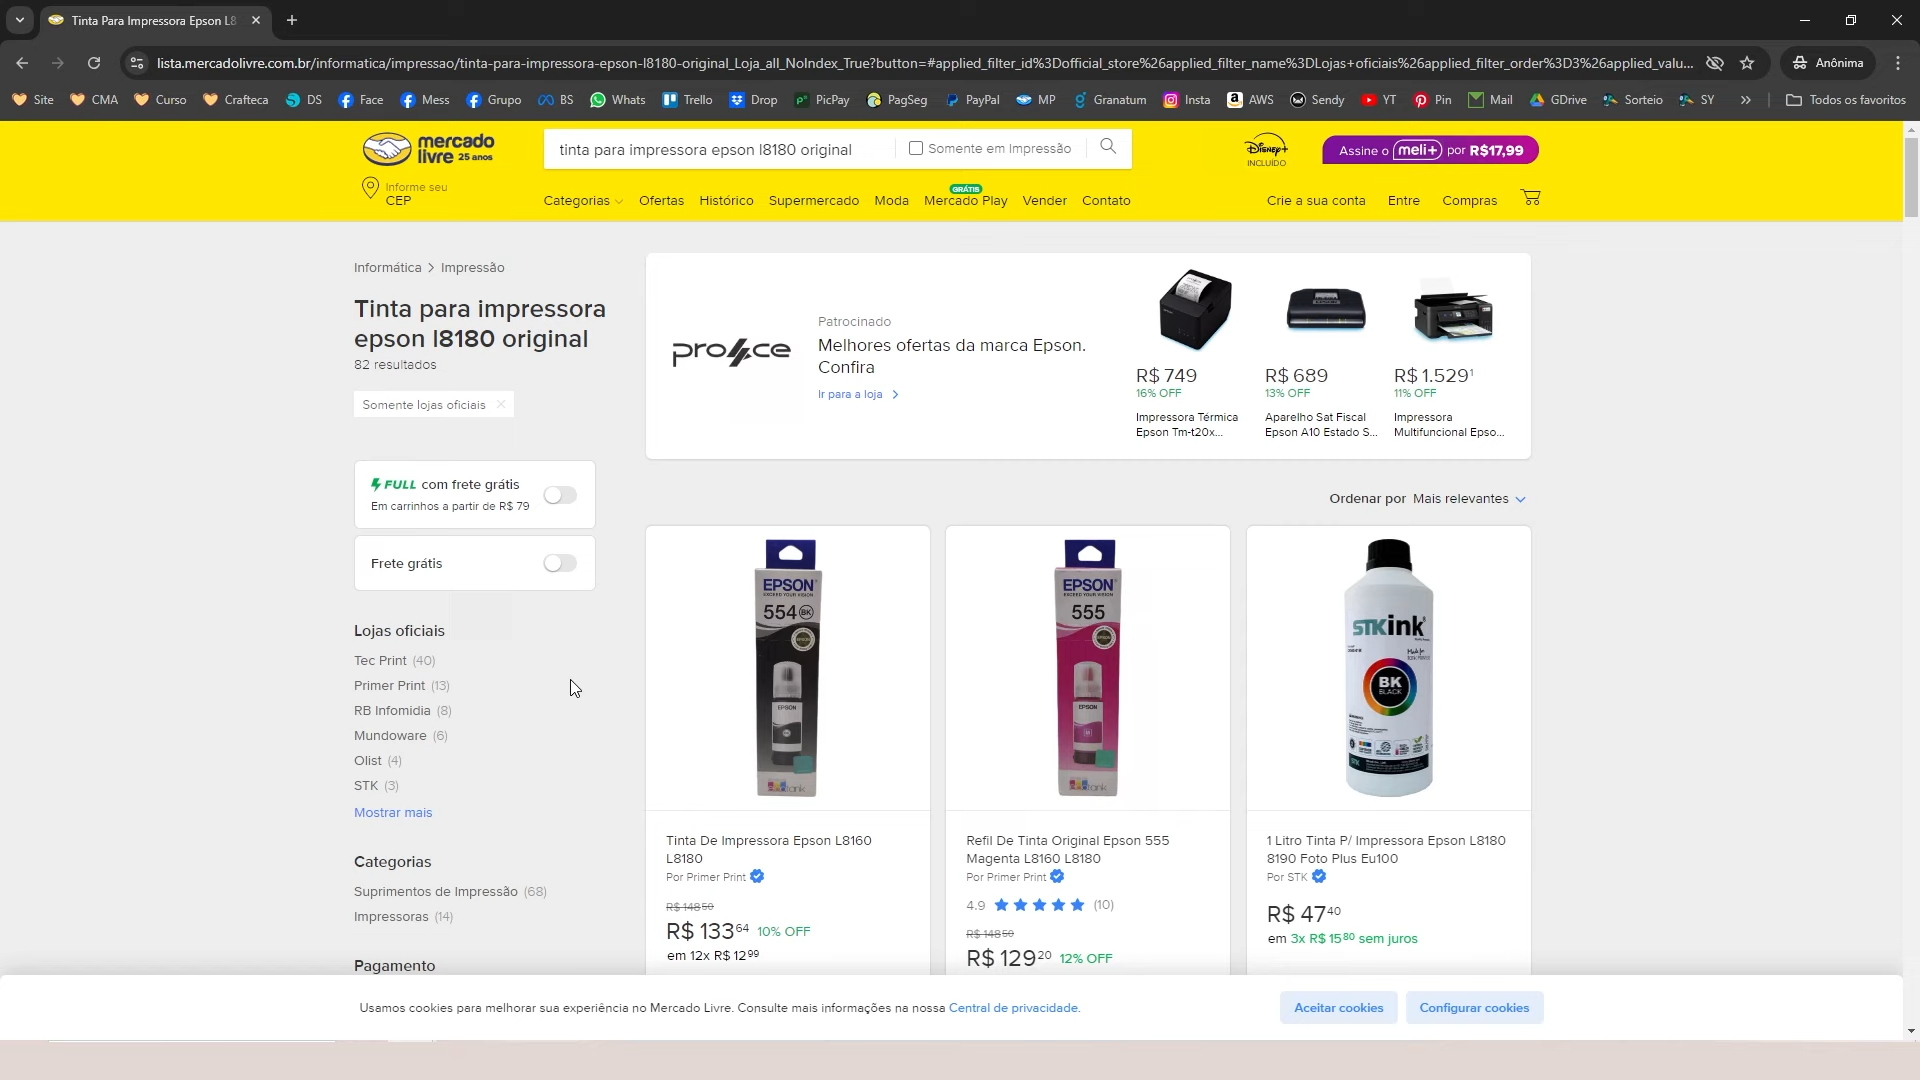 Tinta Para Impressora Epson L8
lista.mercadolivre.com.br/informatica/impressao/tinta-para-impressora-epson-l8180-original_Loja_all_NoIndex_True?button=#applied_filter_id%3Dofficial_store%26applied_filter_name%3DLojas+oficiais%26applied_filter_order%3D3%26applied_valu...
Anônima
Site CMA Curso Crafteca DS Face Mess Grupo BS Whats Trello Drop PicPay PagSeg PayPal MP Granatum Insta AWS Sendy YT Pin Mail GDrive Sorteio SY » Todos os favoritos
mercado
livre 25 anos
tinta para impressora epson l8180 original
Somente em Impressão
Disney+
INCLUÍDO
Assine o meli+ por R$17,99
Informe seu
CEP
GRÁTIS
Categorias Ofertas Histórico Supermercado Moda Mercado Play Vender Contato
Crie a sua conta Entre Compras
Informática > Impressão
Tinta para impressora
epson l8180 original
82 resultados
Somente lojas oficiais
FULL com frete grátis
Em carrinhos a partir de R$ 79
Frete grátis
Lojas oficiais
Tec Print (40)
Primer Print (13)
RB Infomidia (8)
Mundoware (6)
Olist (4)
STK (3)
Mostrar mais
Categorias
Suprimentos de Impressão (68)
Impressoras (14)
Pagamento
Patrocinado
Melhores ofertas da marca Epson.
Confira
Ir para a loja
R$ 749
16% OFF
Impressora Térmica
Epson Tm-t20x...
R$ 689
13% OFF
Aparelho Sat Fiscal
Epson A10 Estado S...
R$ 1.529¹
11% OFF
Impressora
Multifuncional Epso...
Ordenar por Mais relevantes
EPSON
EXCEED YOUR VISION
554 BK
EPSON
Tinta De Impressora Epson L8160
L8180
Por Primer Print
R$ 148 50
R$ 133 64 10% OFF
em 12x R$ 12 99
EPSON
EXCEED YOUR VISION
555
EPSON
M
Refil De Tinta Original Epson 555
Magenta L8160 L8180
Por Primer Print
4.9 (10)
R$ 148 50
R$ 129 20 12% OFF
STKink
BK
BLACK
1 Litro Tinta P/ Impressora Epson L8180
8190 Foto Plus Eu100
Por STK
R$ 47 40
em 3x R$ 15 80 sem juros
Usamos cookies para melhorar sua experiência no Mercado Livre. Consulte mais informações na nossa Central de privacidade.
Aceitar cookies
Configurar cookies